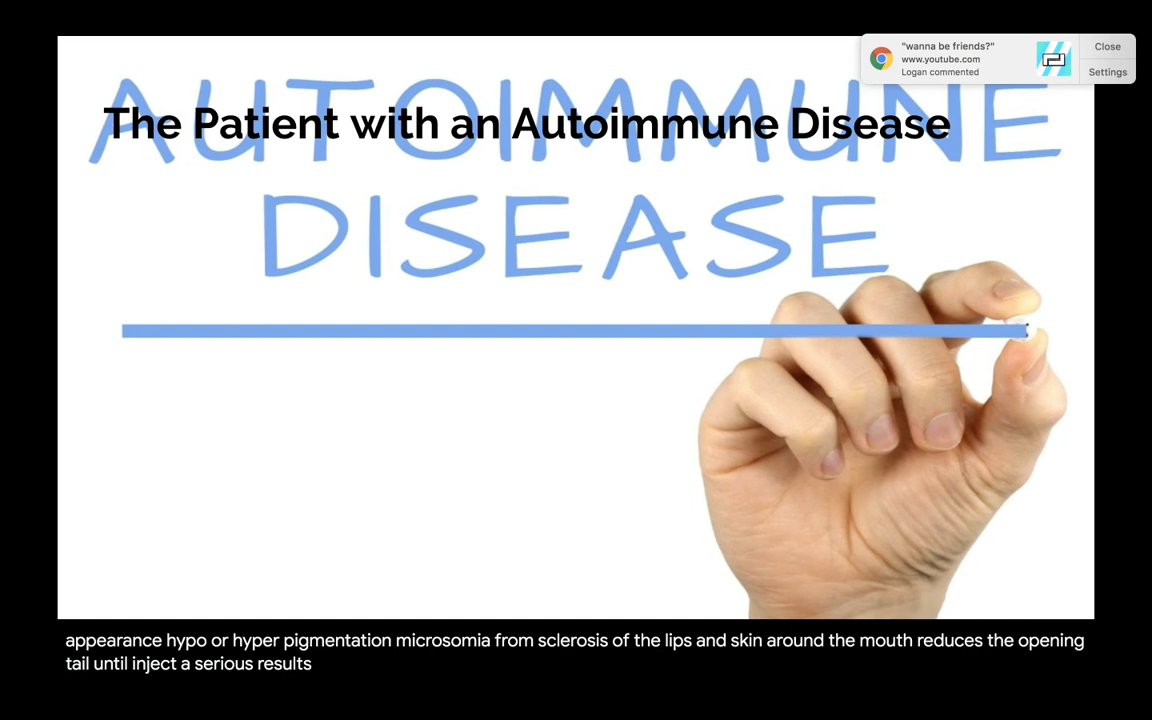 "wanna be friends?"
www.youtube.com
Logan commented
Close
Settings
AUTOIMMUNE
The Patient with an Autoimmune Disease
DISEASE
appearance hypo or hyper pigmentation microsomia from sclerosis of the lips and skin around the mouth reduces the opening
tail until inject a serious results